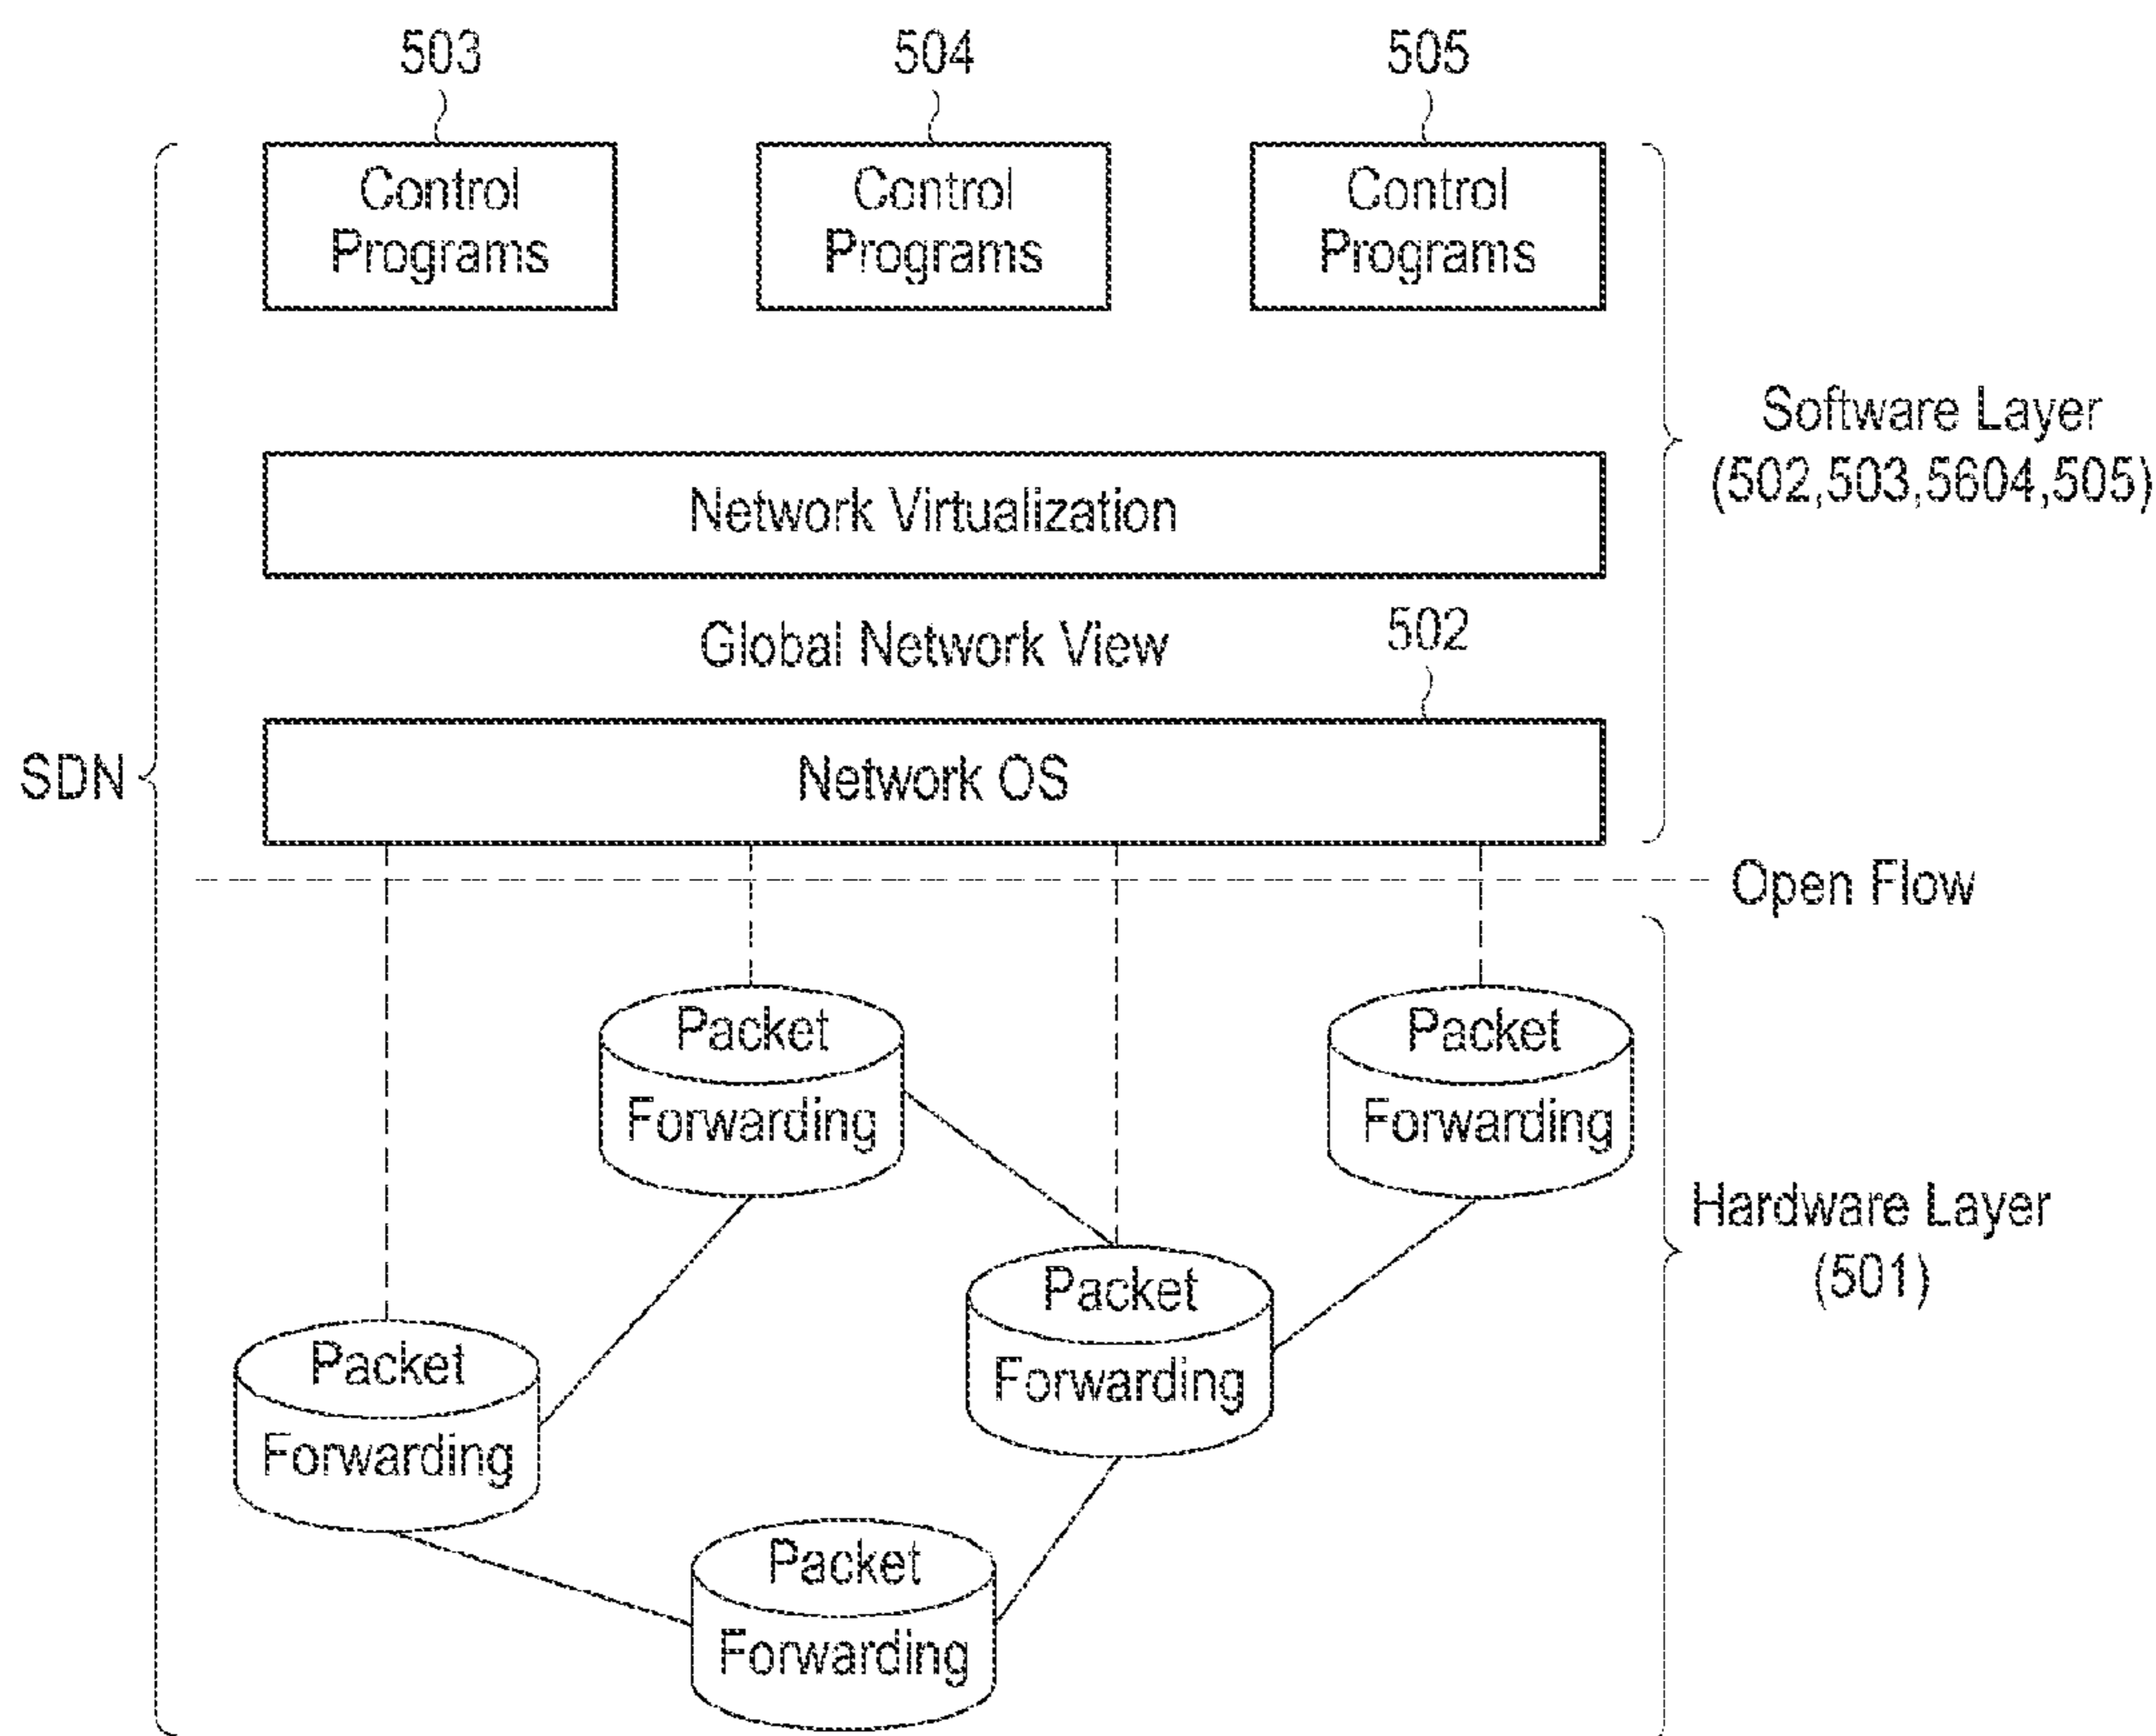 503
504
505
Control
Programs
Control
Programs
Control
Programs
Software Layer
(502,503,5604,505)
Network Virtualization
Global Network View
502
SDN
Network OS
Open Flow
Packet
Forwarding
Packet
Forwarding
Hardware Layer
(501)
Packet
Forwarding
Packet
Forwarding
Packet
Forwarding